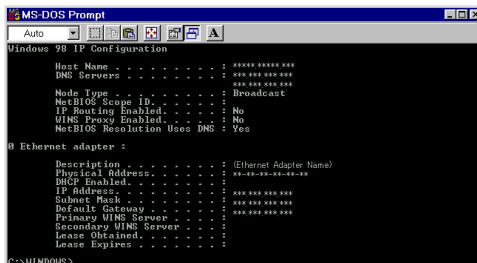 MS-DOS Prompt
Auto
A
Windows 98 IP Configuration
Host Name . . . . . . . . . : ***** ***** ***
DNS Servers . . . . . . . . : *** *** *** ***
*** *** *** ***
Node Type . . . . . . . . . : Broadcast
NetBIOS Scope ID. . . . . . :
IP Routing Enabled. . . . . : No
WINS Proxy Enabled. . . . . : No
NetBIOS Resolution Uses DNS : Yes
0 Ethernet adapter :
Description . . . . . . . . : (Ethernet Adapter Name)
Physical Address. . . . . . : **-**-**-**-**-**
DHCP Enabled. . . . . . . . :
IP Address. . . . . . . . . : *** *** *** ***
Subnet Mask . . . . . . . . : *** *** *** ***
Default Gateway . . . . . . : *** *** *** ***
Primary WINS Server . . . . :
Secondary WINS Server . . . :
Lease Obtained. . . . . . . :
Lease Expires . . . . . . . :
C:\WINDOWS>